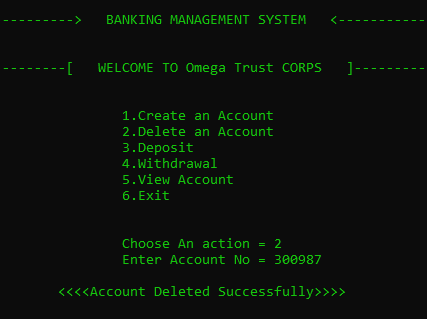 ---------> BANKING MANAGEMENT SYSTEM <-----------
--------[ WELCOME TO Omega Trust CORPS ]---------
1.Create an Account
2.Delete an Account
3.Deposit
4.Withdrawal
5.View Account
6.Exit
Choose An action = 2
Enter Account No = 300987
<<<<Account Deleted Successfully>>>>